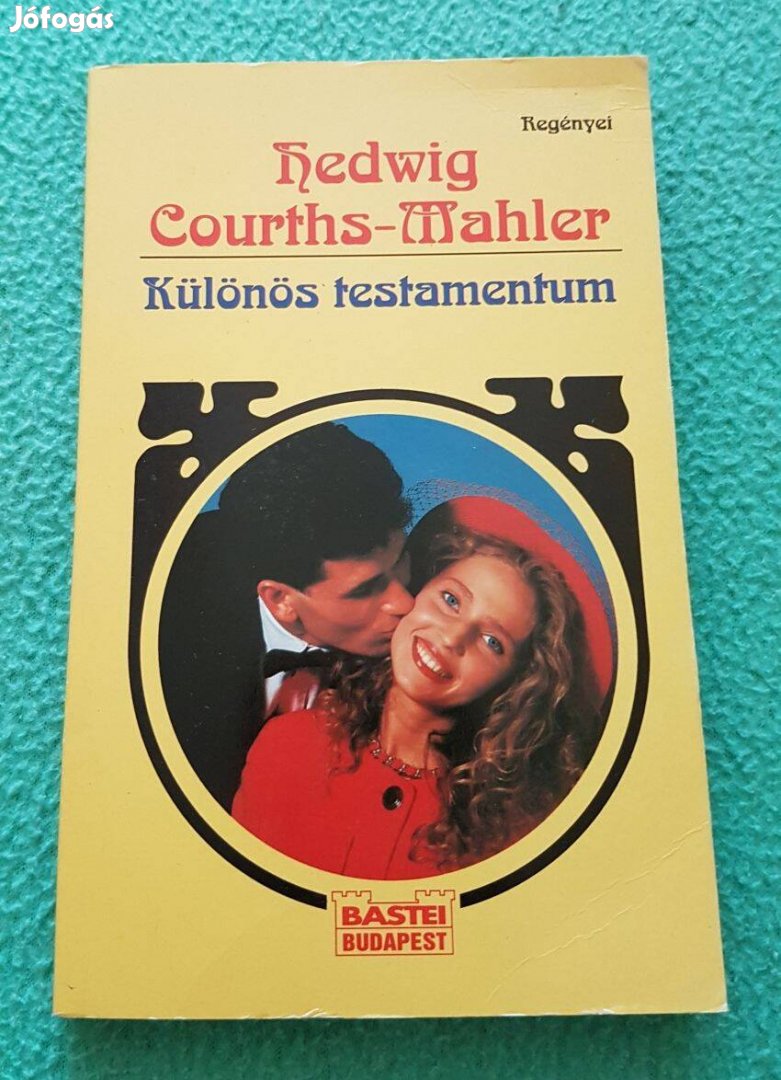 Jófogás
Regényei
Hedwig
Courths-Mahler
Különös testamentum
BASTEI
BUDAPEST